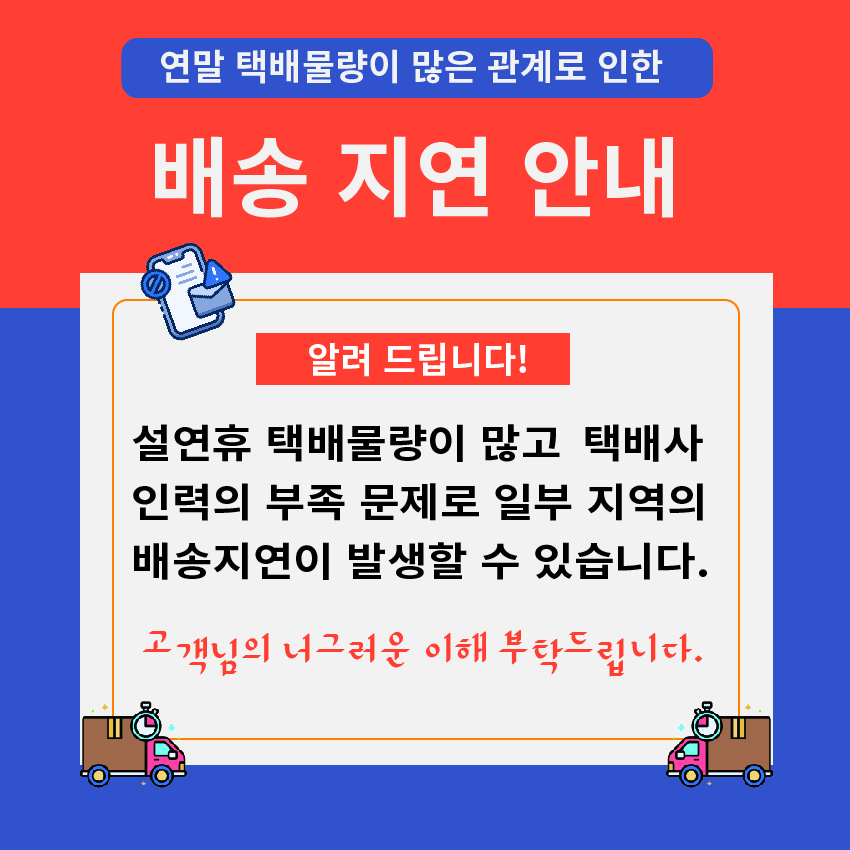 연말 택배물량이 많은 관계로 인한
배송 지연 안내
알려 드립니다!
설연휴 택배물량이 많고 택배사
인력의 부족 문제로 일부 지역의
배송지연이 발생할 수 있습니다.
고객님의 너그러운 이해 부탁드립니다.